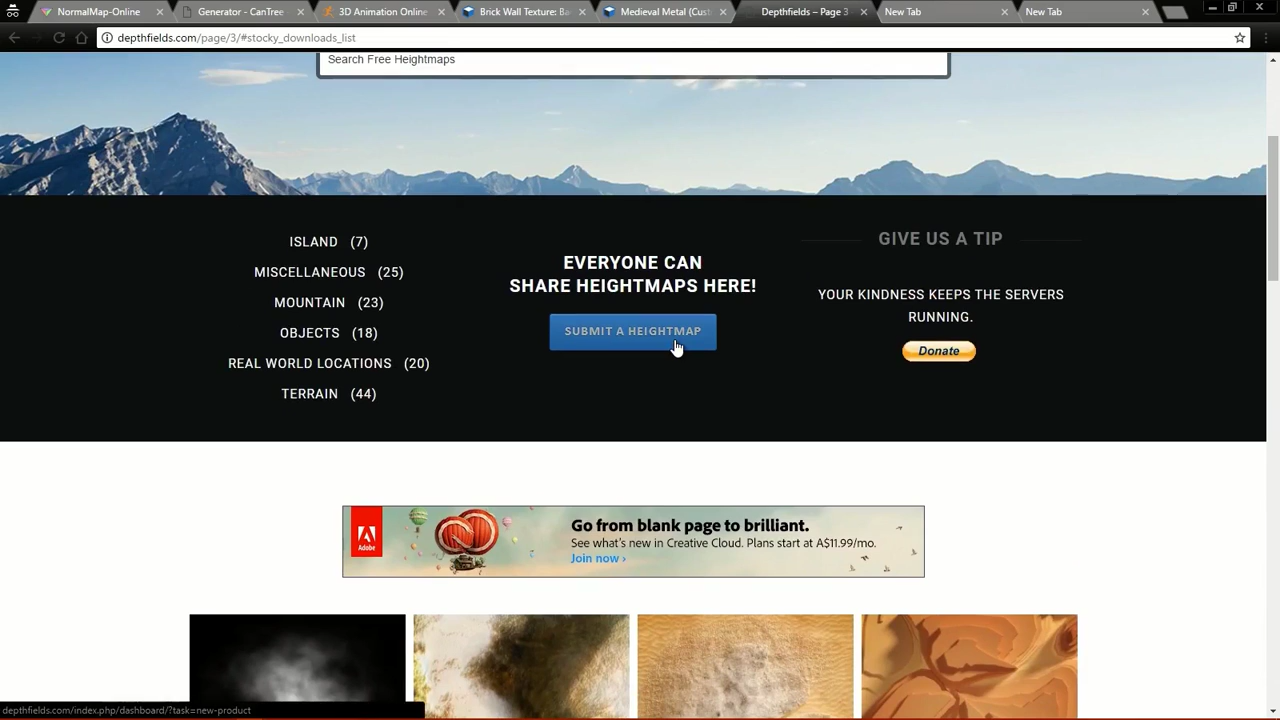 NormalMap-Online
Generator - CanTree
3D Animation Online
Brick Wall Texture: Ba
Medieval Metal (Cust
Depthfields – Page 3
New Tab
New Tab
depthfields.com/page/3/#stocky_downloads_list
Search Free Heightmaps
ISLAND (7)
MISCELLANEOUS (25)
MOUNTAIN (23)
OBJECTS (18)
REAL WORLD LOCATIONS (20)
TERRAIN (44)
EVERYONE CAN
SHARE HEIGHTMAPS HERE!
SUBMIT A HEIGHTMAP
GIVE US A TIP
YOUR KINDNESS KEEPS THE SERVERS
RUNNING.
Donate
Adobe
Go from blank page to brilliant.
See what's new in Creative Cloud. Plans start at A$11.99/mo.
Join now ›
depthfields.com/index.php/dashboard/?task=new-product